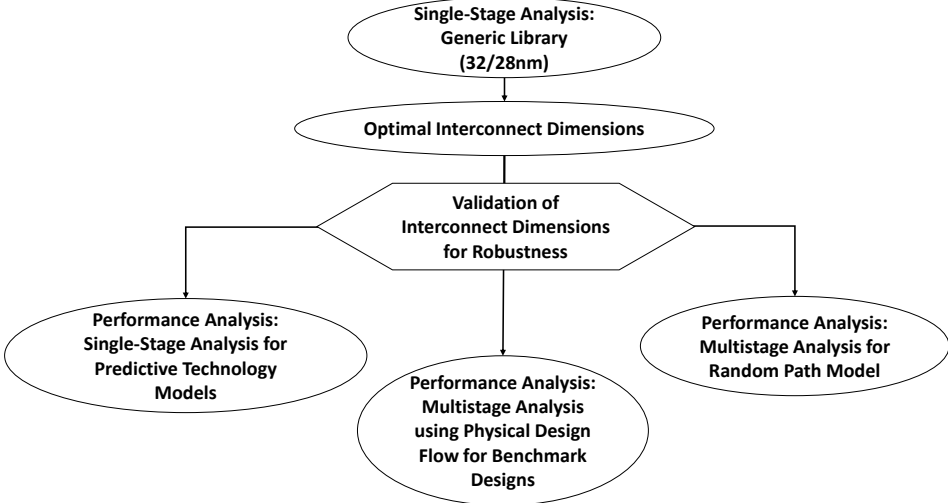 Single-Stage Analysis:
Generic Library
(32/28nm)
Optimal Interconnect Dimensions
Validation of
Interconnect Dimensions
for Robustness
Performance Analysis:
Single-Stage Analysis for
Predictive Technology
Models
Performance Analysis:
Multistage Analysis
using Physical Design
Flow for Benchmark
Designs
Performance Analysis:
Multistage Analysis for
Random Path Model